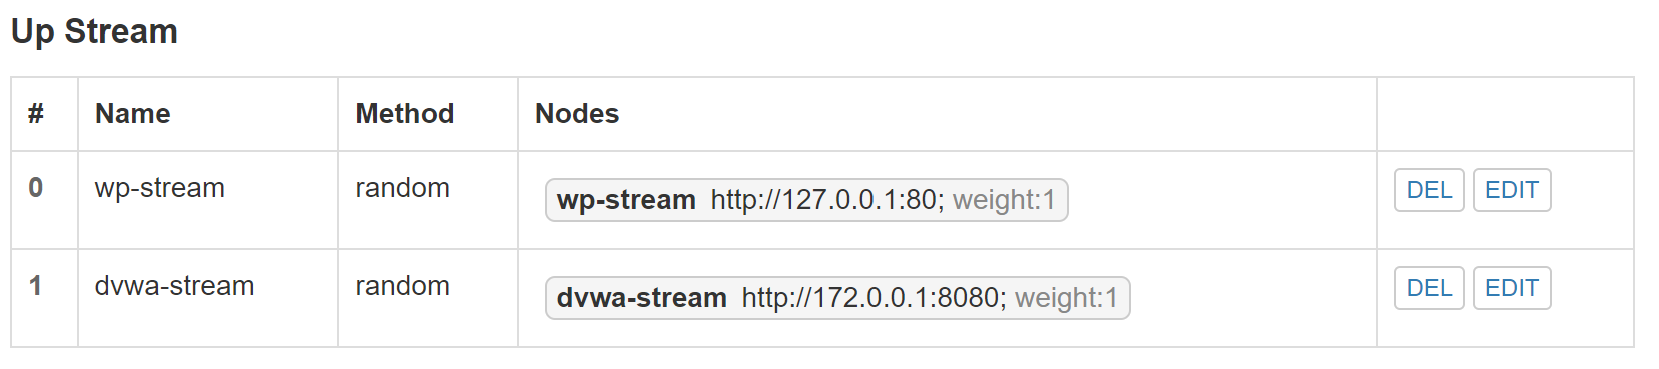 Up Stream
# Name Method Nodes
0 wp-stream random wp-stream http://127.0.0.1:80; weight:1 DEL EDIT
1 dvwa-stream random dvwa-stream http://172.0.0.1:8080; weight:1 DEL EDIT